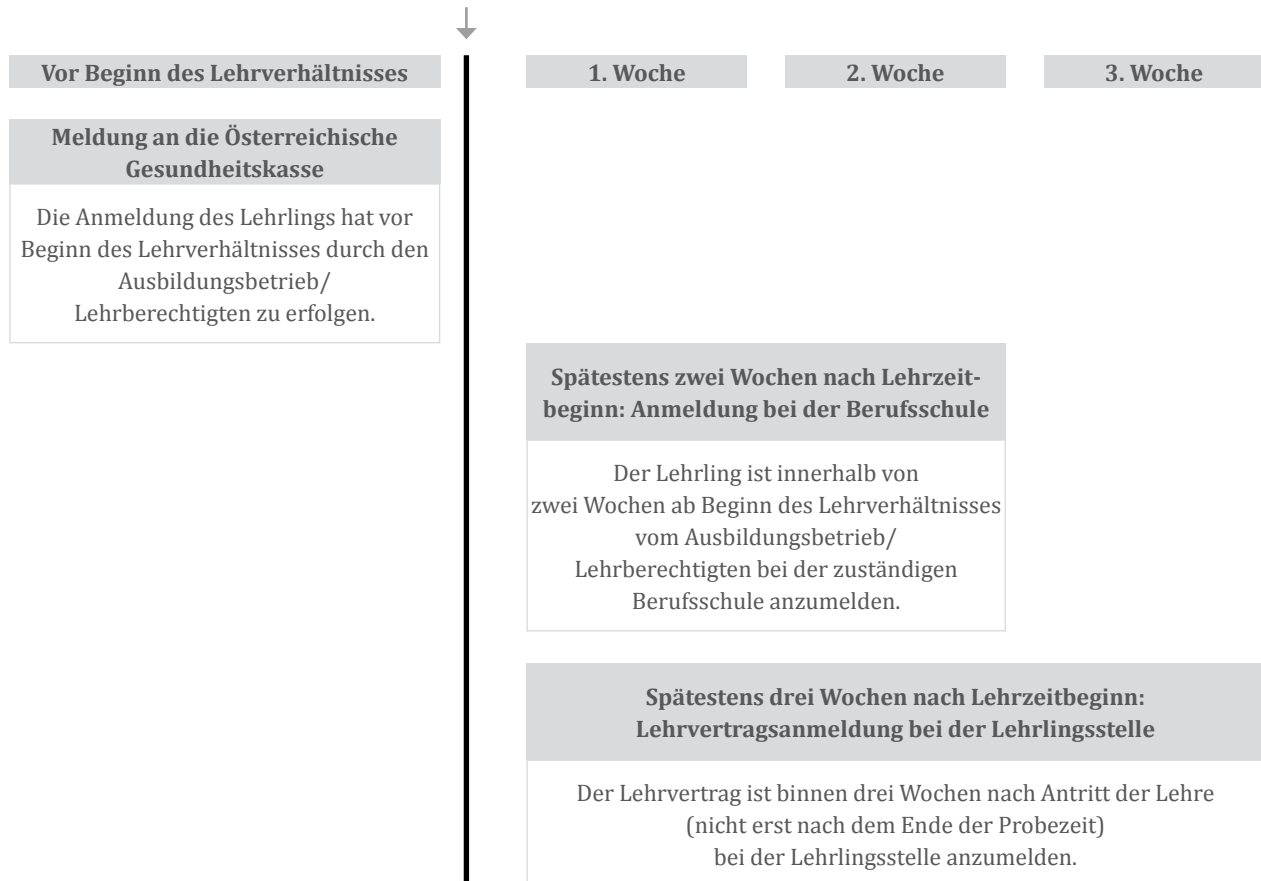 Vor Beginn des Lehrverhältnisses
1. Woche
2. Woche
3. Woche
Meldung an die Österreichische
Gesundheitskasse
Die Anmeldung des Lehrlings hat vor
Beginn des Lehrverhältnisses durch den
Ausbildungsbetrieb/
Lehrberechtigten zu erfolgen.
Spätestens zwei Wochen nach Lehrzeit-
beginn: Anmeldung bei der Berufsschule
Der Lehrling ist innerhalb von
zwei Wochen ab Beginn des Lehrverhältnisses
vom Ausbildungsbetrieb/
Lehrberechtigten bei der zuständigen
Berufsschule anzumelden.
Spätestens drei Wochen nach Lehrzeitbeginn:
Lehrvertragsanmeldung bei der Lehrlingsstelle
Der Lehrvertrag ist binnen drei Wochen nach Antritt der Lehre
(nicht erst nach dem Ende der Probezeit)
bei der Lehrlingsstelle anzumelden.